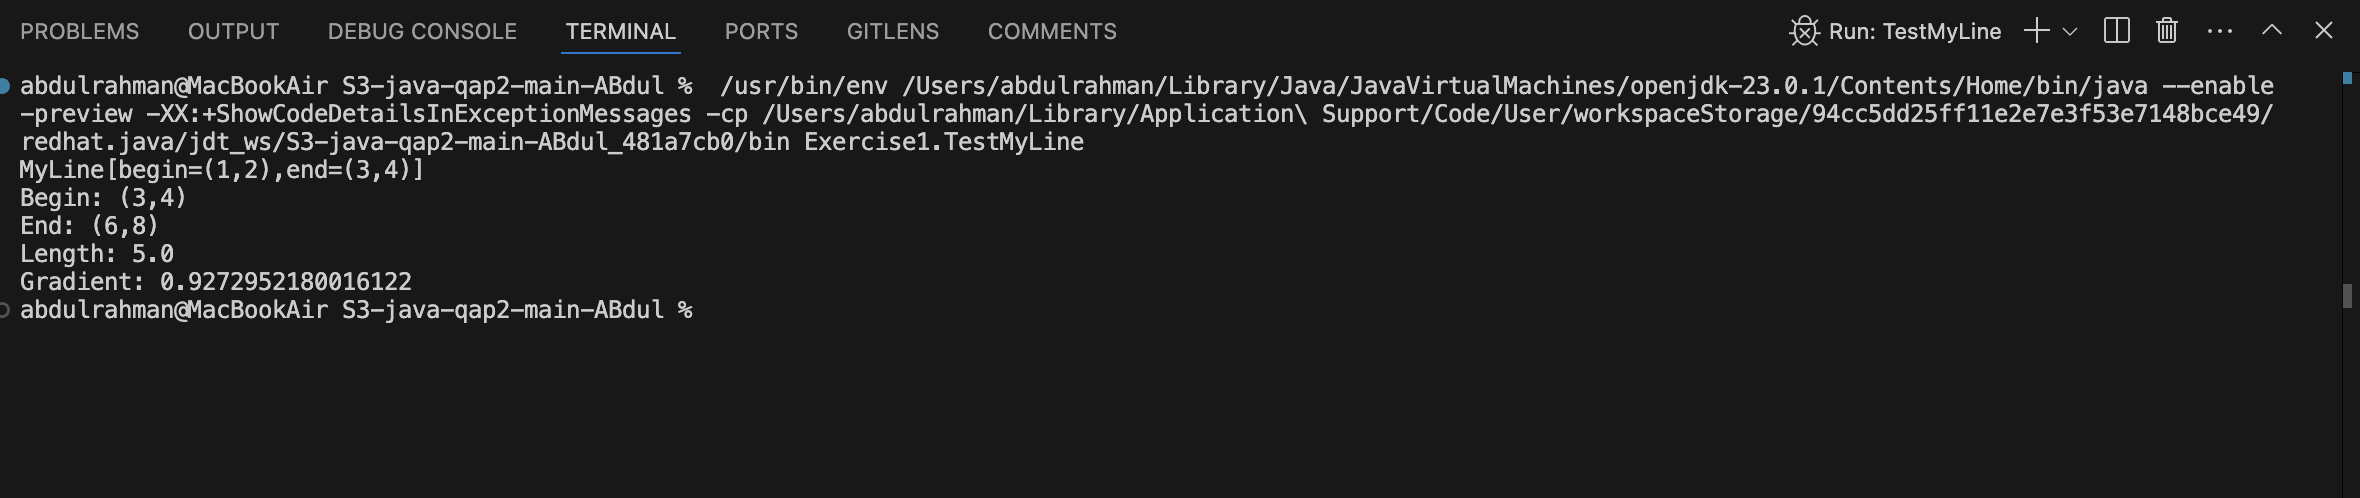 PROBLEMS OUTPUT DEBUG CONSOLE TERMINAL PORTS GITLENS COMMENTS Run: TestMyLine
abdulrahman@MacBookAir S3-java-qap2-main-ABdul %  /usr/bin/env /Users/abdulrahman/Library/Java/JavaVirtualMachines/openjdk-23.0.1/Contents/Home/bin/java --enable
-preview -XX:+ShowCodeDetailsInExceptionMessages -cp /Users/abdulrahman/Library/Application\ Support/Code/User/workspaceStorage/94cc5dd25ff11e2e7e3f53e7148bce49/
redhat.java/jdt_ws/S3-java-qap2-main-ABdul_481a7cb0/bin Exercise1.TestMyLine
MyLine[begin=(1,2),end=(3,4)]
Begin: (3,4)
End: (6,8)
Length: 5.0
Gradient: 0.9272952180016122
abdulrahman@MacBookAir S3-java-qap2-main-ABdul %